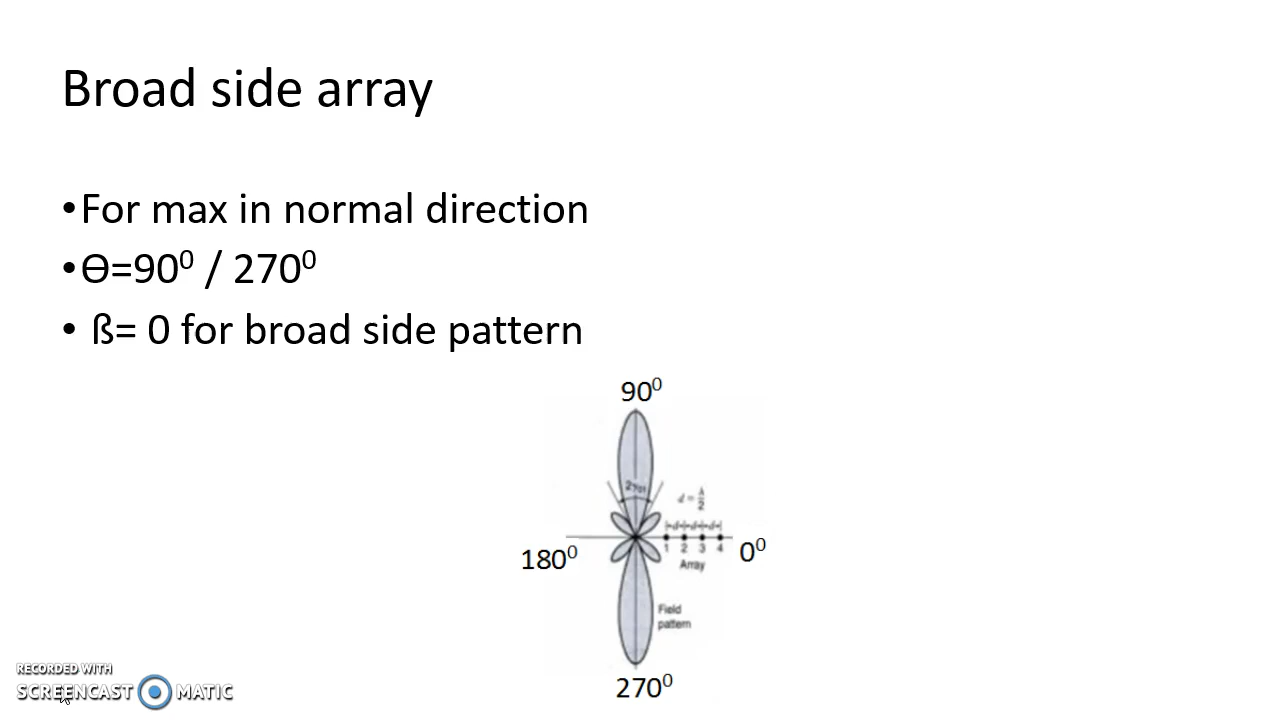 Broad side array
•For max in normal direction
•Ɵ=90⁰ / 270⁰
• ß= 0 for broad side pattern
90⁰
d = λ/2
|-d-|-d-|-d-|
1 2 3 4
180⁰
0⁰
Array
Field
pattern
270⁰
RECORDED WITH
SCREENCAST MATIC